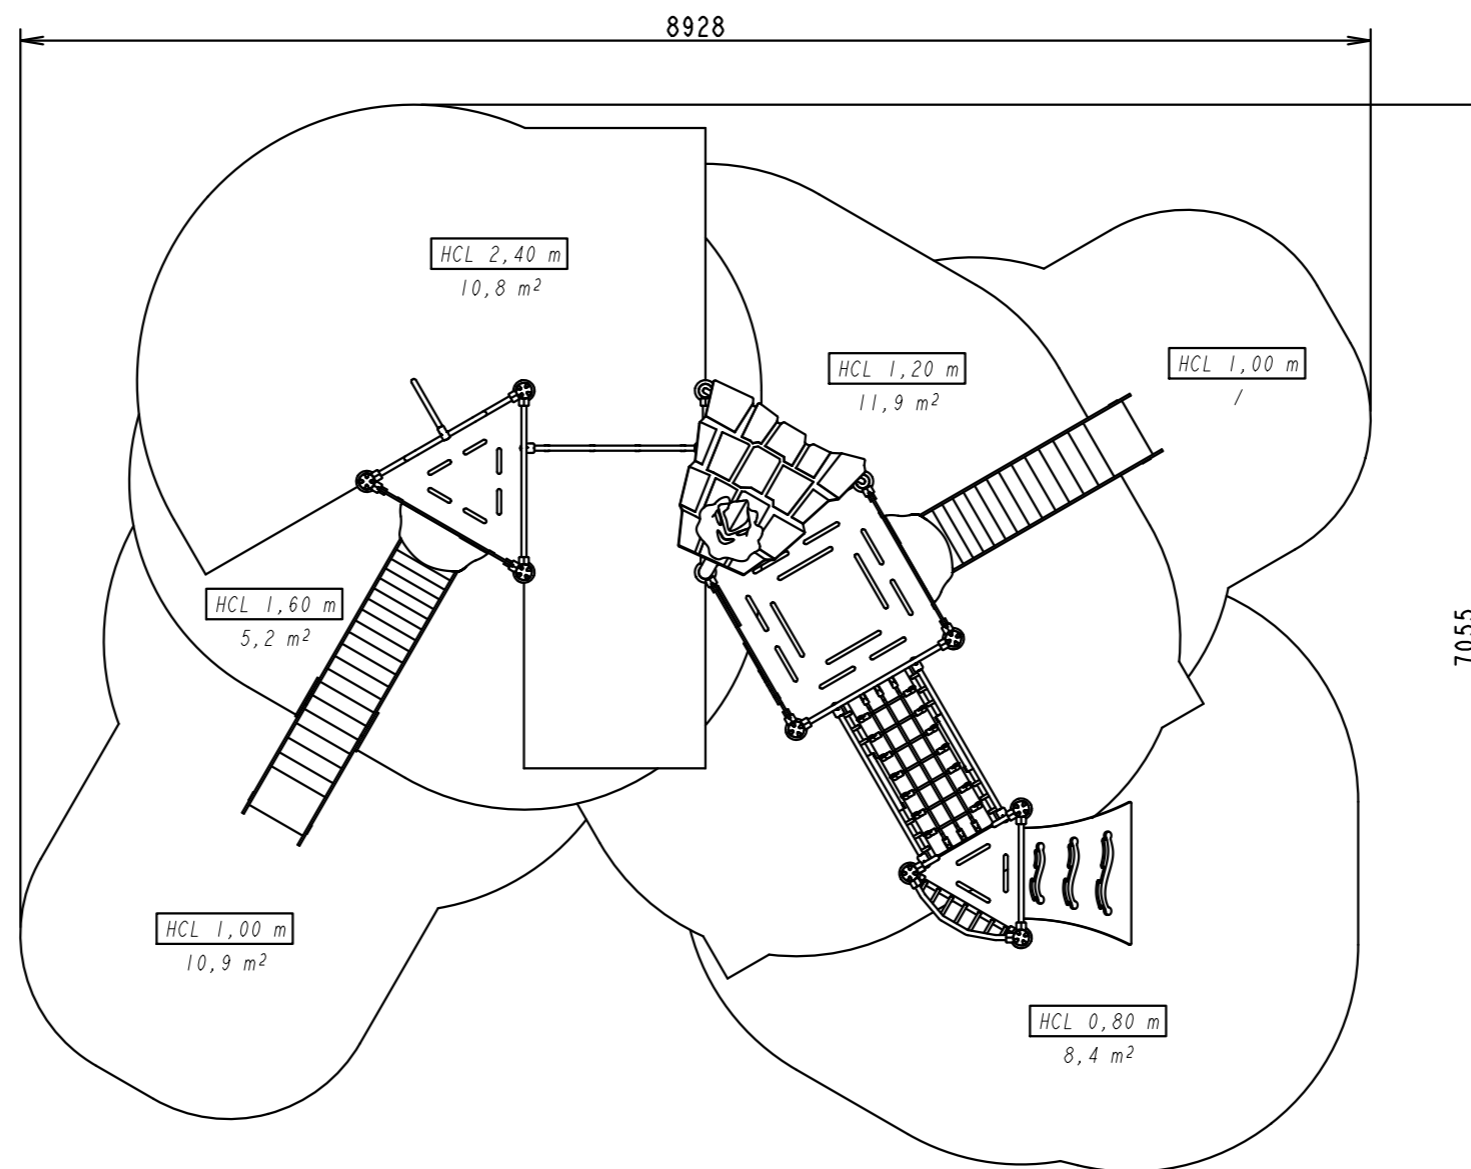 8928
HCL 2,40 m
10,8 m²
HCL 1,20 m
11,9 m²
HCL 1,00 m
/
HCL 1,60 m
5,2 m²
7055
HCL 1,00 m
10,9 m²
HCL 0,80 m
8,4 m²